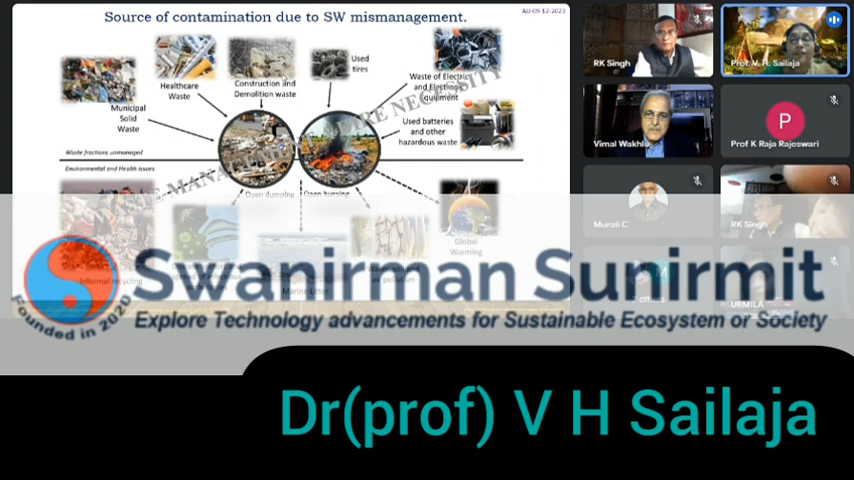 Source of contamination due to SW mismanagement.
AU-09-12-2023
Healthcare
Waste
Construction and
Demolition waste
Used
tires
Waste of Electric
and Electronic
Equipment
Municipal
Solid
Waste
Used batteries
and other
hazardous waste
Waste fractions unmanaged
Environmental and Health issues
Open dumping
Open burning
Global
Warming
Informal recycling
Marine Litter
RK Singh
Prof. V. H. Sailaja
Vimal Wakhlu
P
Prof K Raja Rajeswari
Murali C
RK Singh
M
7 others
URMILA
Swanirman Sunirmit
Founded in 2020
Explore Technology advancements for Sustainable Ecosystem or Society
Dr(prof) V H Sailaja